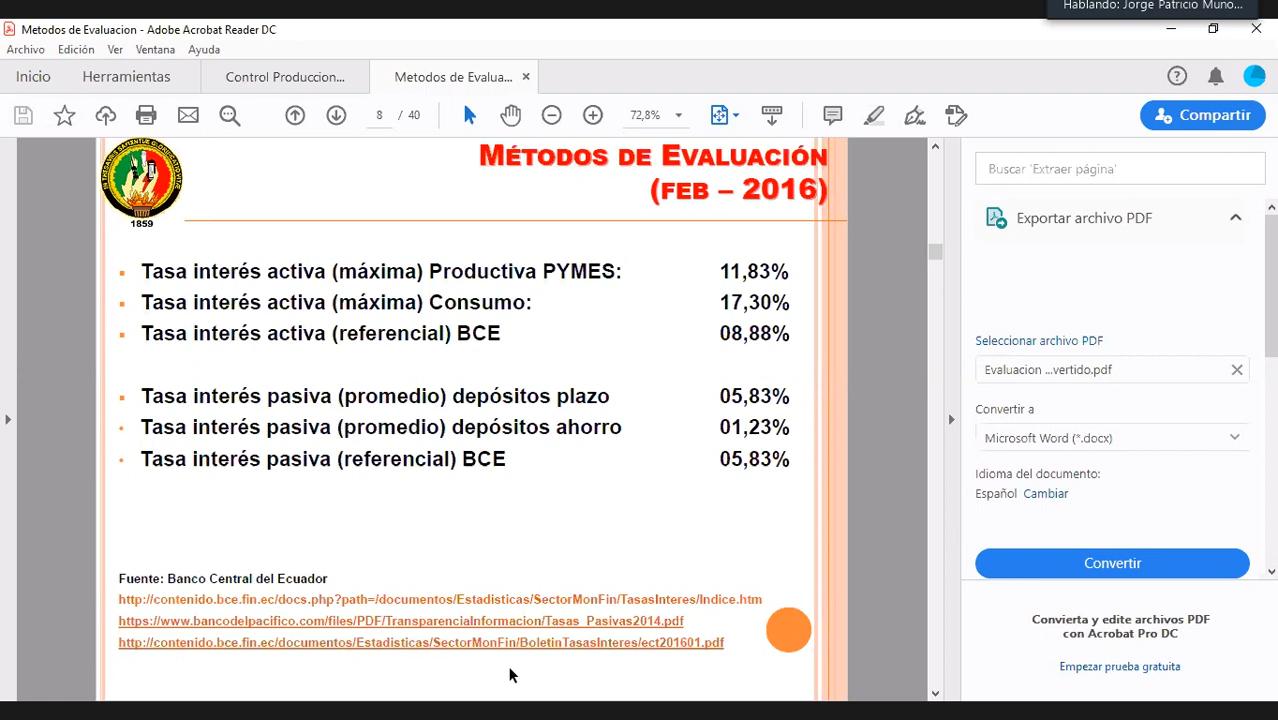 Hablando: Jorge Patricio Muno...
Metodos de Evaluacion - Adobe Acrobat Reader DC
Archivo Edición Ver Ventana Ayuda
Inicio Herramientas Control Produccion... Metodos de Evalua... ×
8 / 40 72,8% Compartir
MÉTODOS DE EVALUACIÓN
(FEB – 2016)
1859
▪ Tasa interés activa (máxima) Productiva PYMES: 11,83%
▪ Tasa interés activa (máxima) Consumo: 17,30%
▪ Tasa interés activa (referencial) BCE 08,88%
▪ Tasa interés pasiva (promedio) depósitos plazo 05,83%
• Tasa interés pasiva (promedio) depósitos ahorro 01,23%
• Tasa interés pasiva (referencial) BCE 05,83%
Fuente: Banco Central del Ecuador
http://contenido.bce.fin.ec/docs.php?path=/documentos/Estadisticas/SectorMonFin/TasasInteres/Indice.htm
https://www.bancodelpacifico.com/files/PDF/TransparenciaInformacion/Tasas_Pasivas2014.pdf
http://contenido.bce.fin.ec/documentos/Estadisticas/SectorMonFin/BoletinTasasInteres/ect201601.pdf
Buscar 'Extraer página'
Exportar archivo PDF
Seleccionar archivo PDF
Evaluacion ...vertido.pdf
Convertir a
Microsoft Word (*.docx)
Idioma del documento:
Español Cambiar
Convertir
Convierta y edite archivos PDF
con Acrobat Pro DC
Empezar prueba gratuita